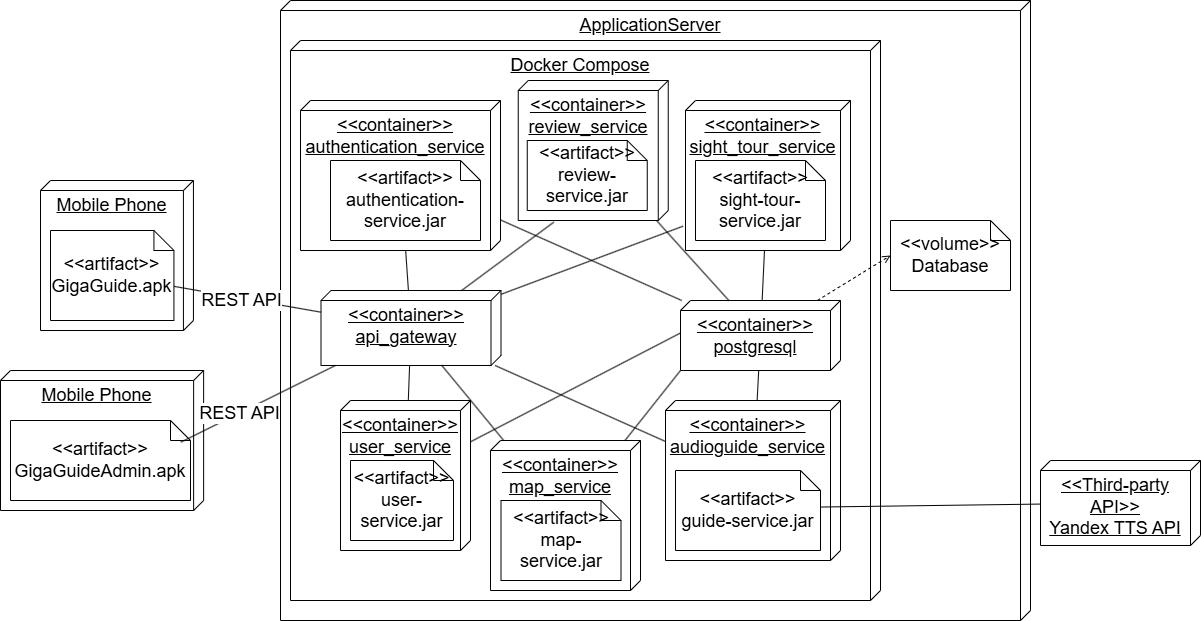 ApplicationServer
Docker Compose
<<container>>
authentication_service
<<artifact>>
authentication-
service.jar
<<container>>
review_service
<<artifact>>
review-
service.jar
<<container>>
sight_tour_service
<<artifact>>
sight-tour-
service.jar
Mobile Phone
<<artifact>>
GigaGuide.apk
REST API
<<volume>>
Database
<<container>>
api_gateway
<<container>>
postgresql
Mobile Phone
<<artifact>>
GigaGuideAdmin.apk
REST API
<<container>>
user_service
<<artifact>>
user-
service.jar
<<container>>
map_service
<<artifact>>
map-
service.jar
<<container>>
audioguide_service
<<artifact>>
guide-service.jar
<<Third-party
API>>
Yandex TTS API